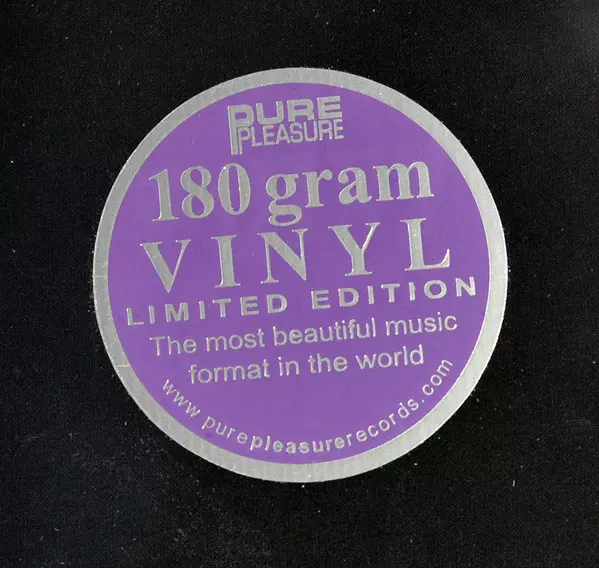 PURE
PLEASURE
180 gram
VINYL
LIMITED EDITION
The most beautiful music
format in the world
www.purepleasurerecords.com